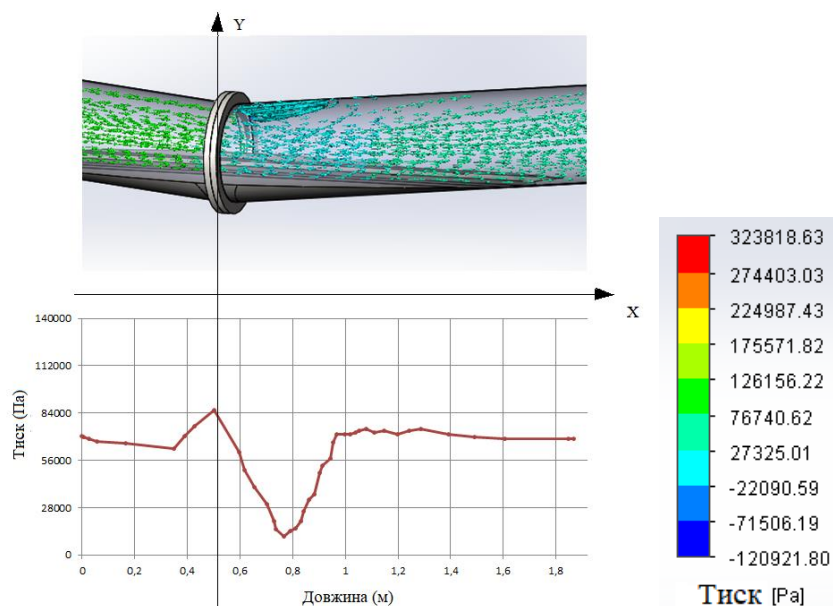 Y
X
140000
112000
84000
56000
28000
0
Тиск (Па)
0 0,2 0,4 0,6 0,8 1 1,2 1,4 1,6 1,8
Довжина (м)
323818.63
274403.03
224987.43
175571.82
126156.22
76740.62
27325.01
-22090.59
-71506.19
-120921.80
Тиск [Pa]